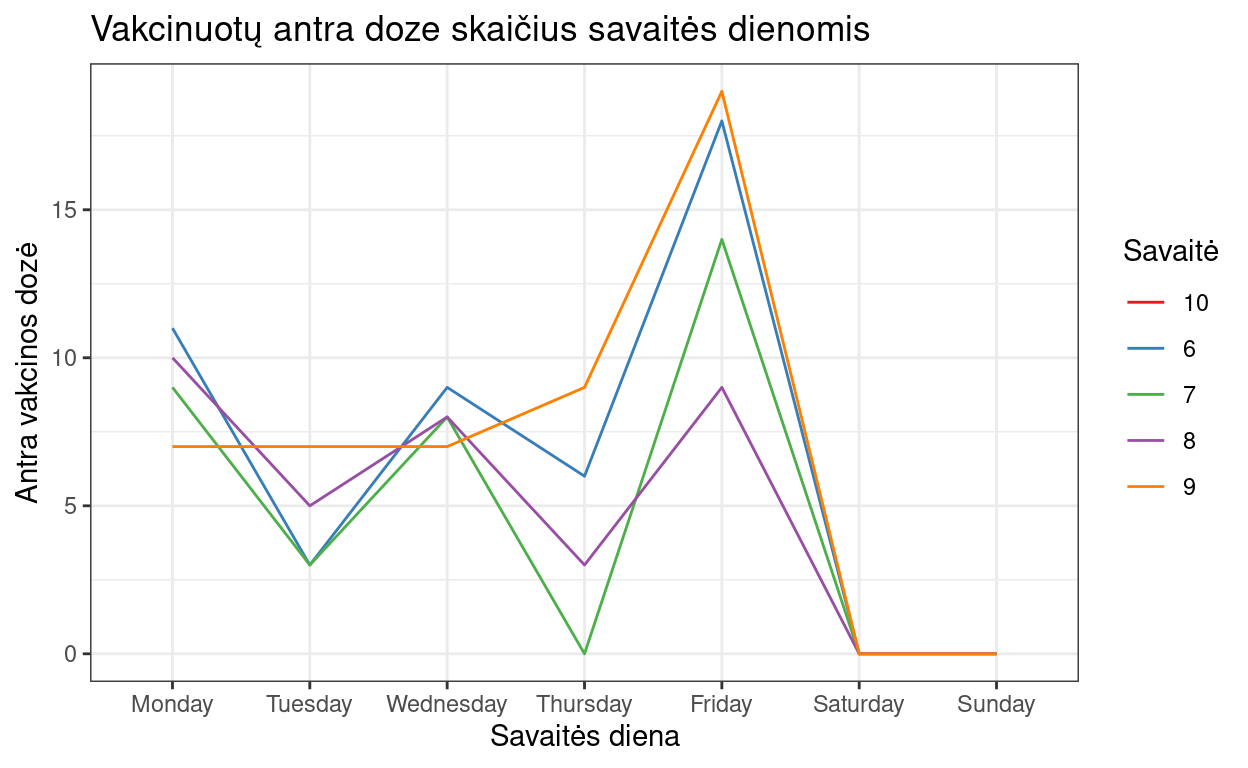 Vakcinuotų antra doze skaičius savaitės dienomis
Antra vakcinos dozė
15
10
5
0
Monday Tuesday Wednesday Thursday Friday Saturday Sunday
Savaitės diena
Savaitė
10
6
7
8
9